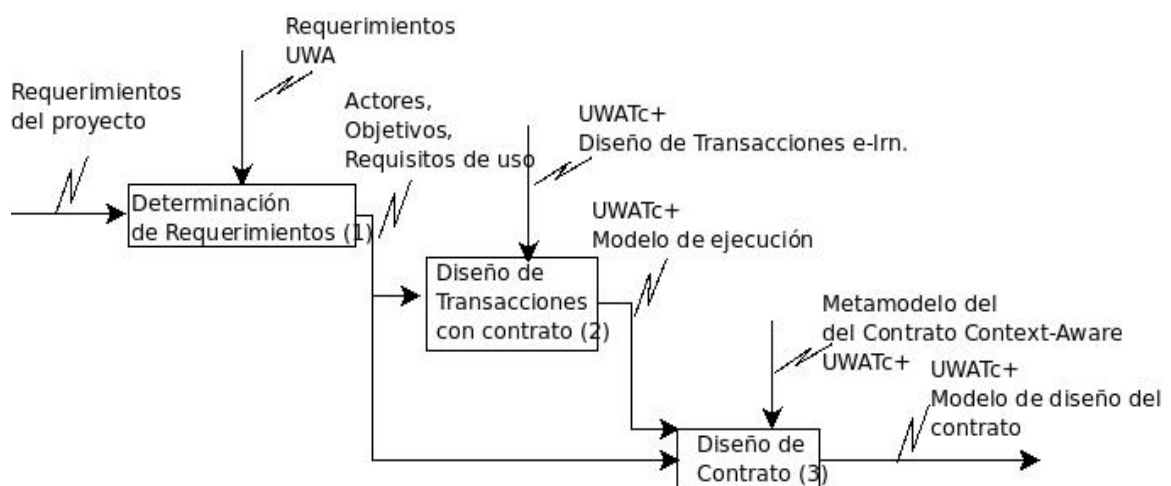 Requerimientos
UWA
Requerimientos
del proyecto
Actores,
Objetivos,
Requisitos de uso
UWATc+
Diseño de Transacciones e-lrn.
Determinación
de Requerimientos (1)
UWATc+
Modelo de ejecución
Diseño de
Transacciones
con contrato (2)
Metamodelo del
del Contrato Context-Aware
UWATc+
UWATc+
Modelo de diseño del
contrato
Diseño de
Contrato (3)